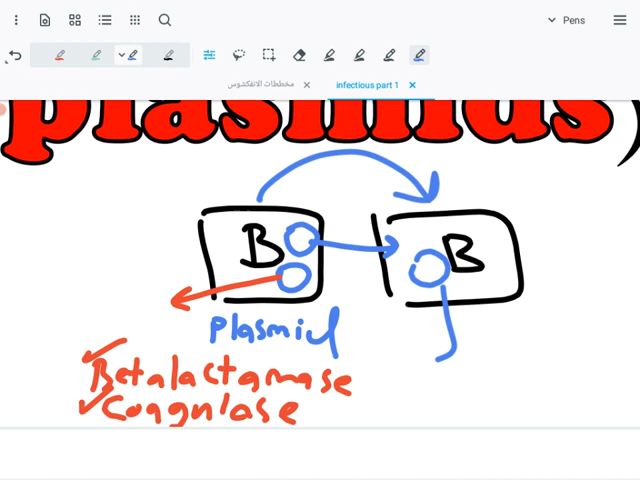 Pens
مخططات الانفكشوس
infectious part 1
plasmids)
B B
Plasmid
Betalactamase
Coagulase